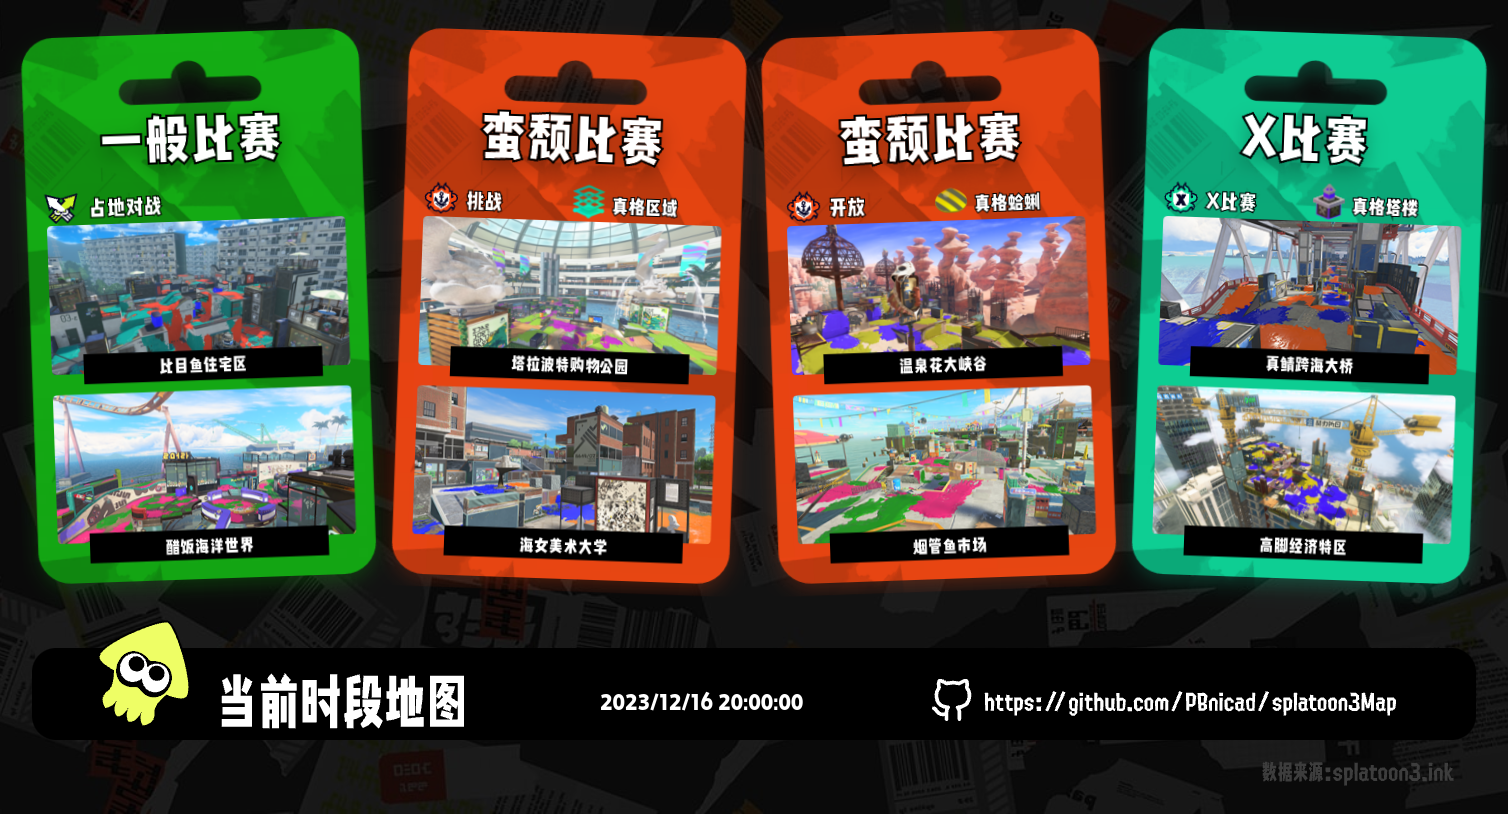 一般比赛
占地对战
比目鱼住宅区
醋饭海洋世界
蛮颓比赛
挑战
真格区域
塔拉波特购物公园
海女美术大学
蛮颓比赛
开放
真格蛤蜊
温泉花大峡谷
烟管鱼市场
X比赛
X比赛
真格塔楼
真鲭跨海大桥
高脚经济特区
当前时段地图
2023/12/16 20:00:00
https://github.com/PBnicad/splatoon3Map
数据来源:splatoon3.ink